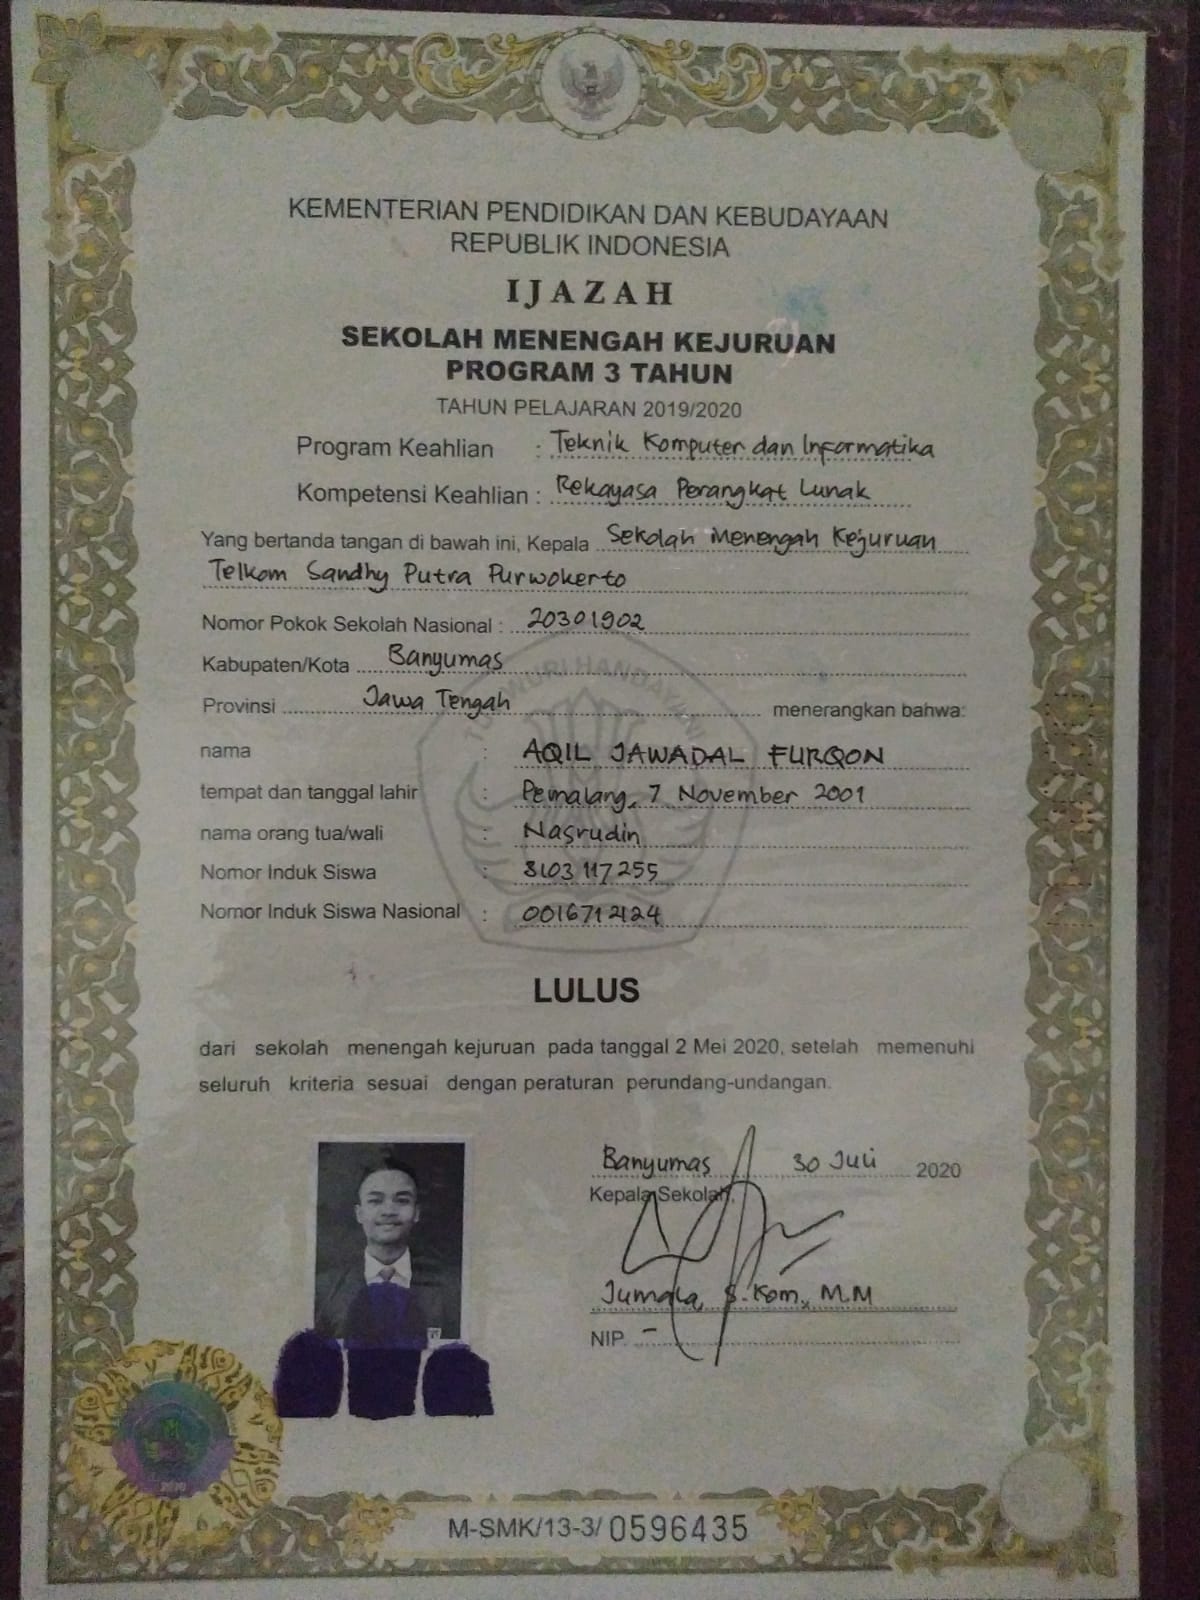 KEMENTERIAN PENDIDIKAN DAN KEBUDAYAAN
REPUBLIK INDONESIA
IJAZAH
SEKOLAH MENENGAH KEJURUAN
PROGRAM 3 TAHUN
TAHUN PELAJARAN 2019/2020
Program Keahlian : Teknik Komputer dan Informatika
Kompetensi Keahlian : Rekayasa Perangkat Lunak
Yang bertanda tangan di bawah ini, Kepala Sekolah Menengah Kejuruan
Telkom Sandhy Putra Purwokerto
Nomor Pokok Sekolah Nasional : 20301902
Kabupaten/Kota Banyumas
Provinsi Jawa Tengah menerangkan bahwa:
nama : AQIL JAWADAL FURQON
tempat dan tanggal lahir : Pemalang, 7 November 2001
nama orang tua/wali : Nasrudin
Nomor Induk Siswa : 3103117255
Nomor Induk Siswa Nasional : 0016712124
TUT WURI HANDAYANI
LULUS
dari sekolah menengah kejuruan pada tanggal 2 Mei 2020, setelah memenuhi
seluruh kriteria sesuai dengan peraturan perundang-undangan.
Banyumas 30 Juli 2020
Kepala Sekolah,
Jumala, S.Kom., M.M
NIP. -
2020
M-SMK/13-3/ 0596435